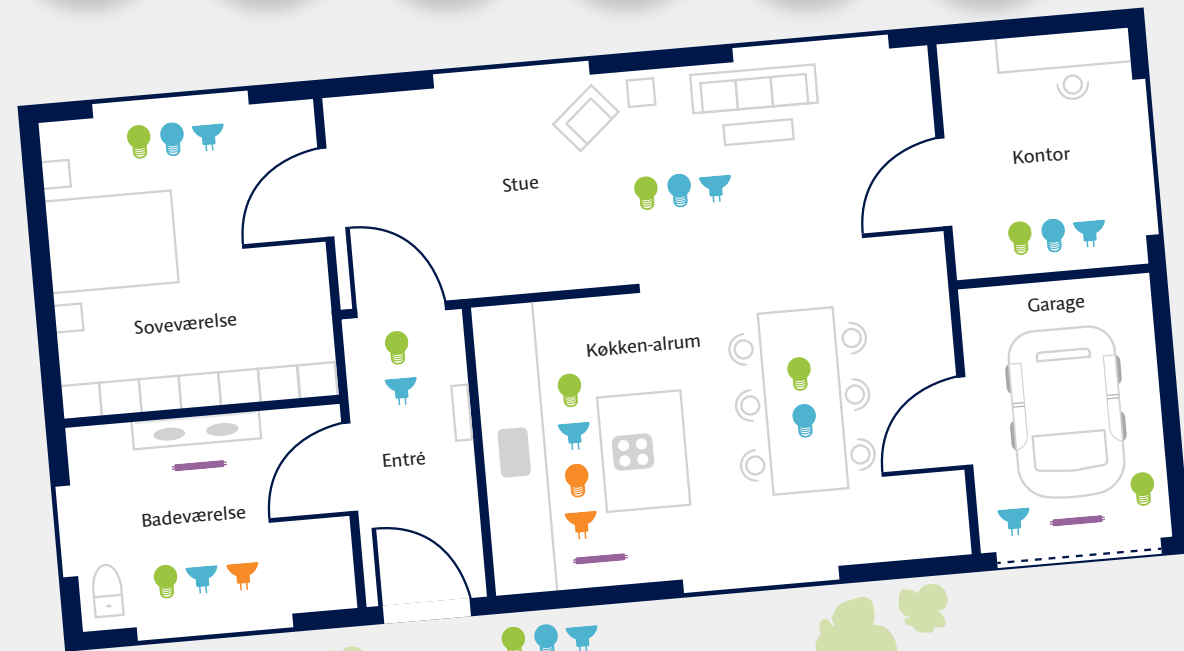 Stue
Kontor
Soveværelse
Køkken-alrum
Garage
Entré
Badeværelse